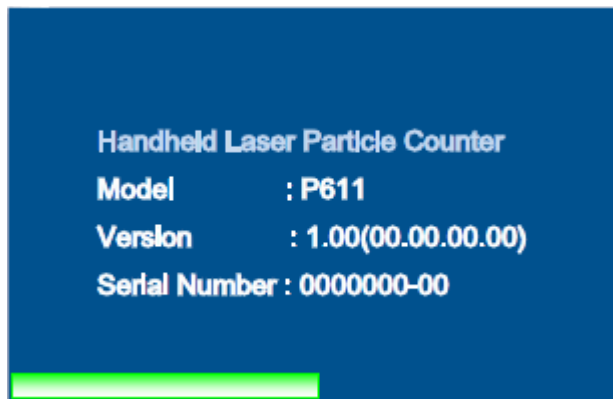 Handheld Laser Particle Counter
Model : P611
Version : 1.00(00.00.00.00)
Serial Number : 0000000-00